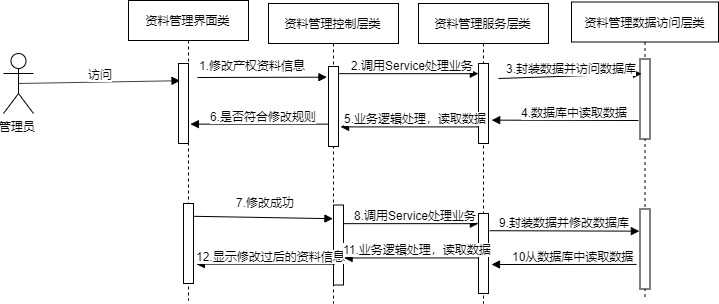 资料管理界面类
资料管理控制层类
资料管理服务层类
资料管理数据访问层类
访问
1.修改产权资料信息
2.调用Service处理业务
3.封装数据并访问数据库
管理员
6.是否符合修改规则
5.业务逻辑处理，读取数据
4.数据库中读取数据
7.修改成功
8.调用Service处理业务
9.封装数据并修改数据库
12.显示修改过后的资料信息
11.业务逻辑处理，读取数据
10从数据库中读取数据